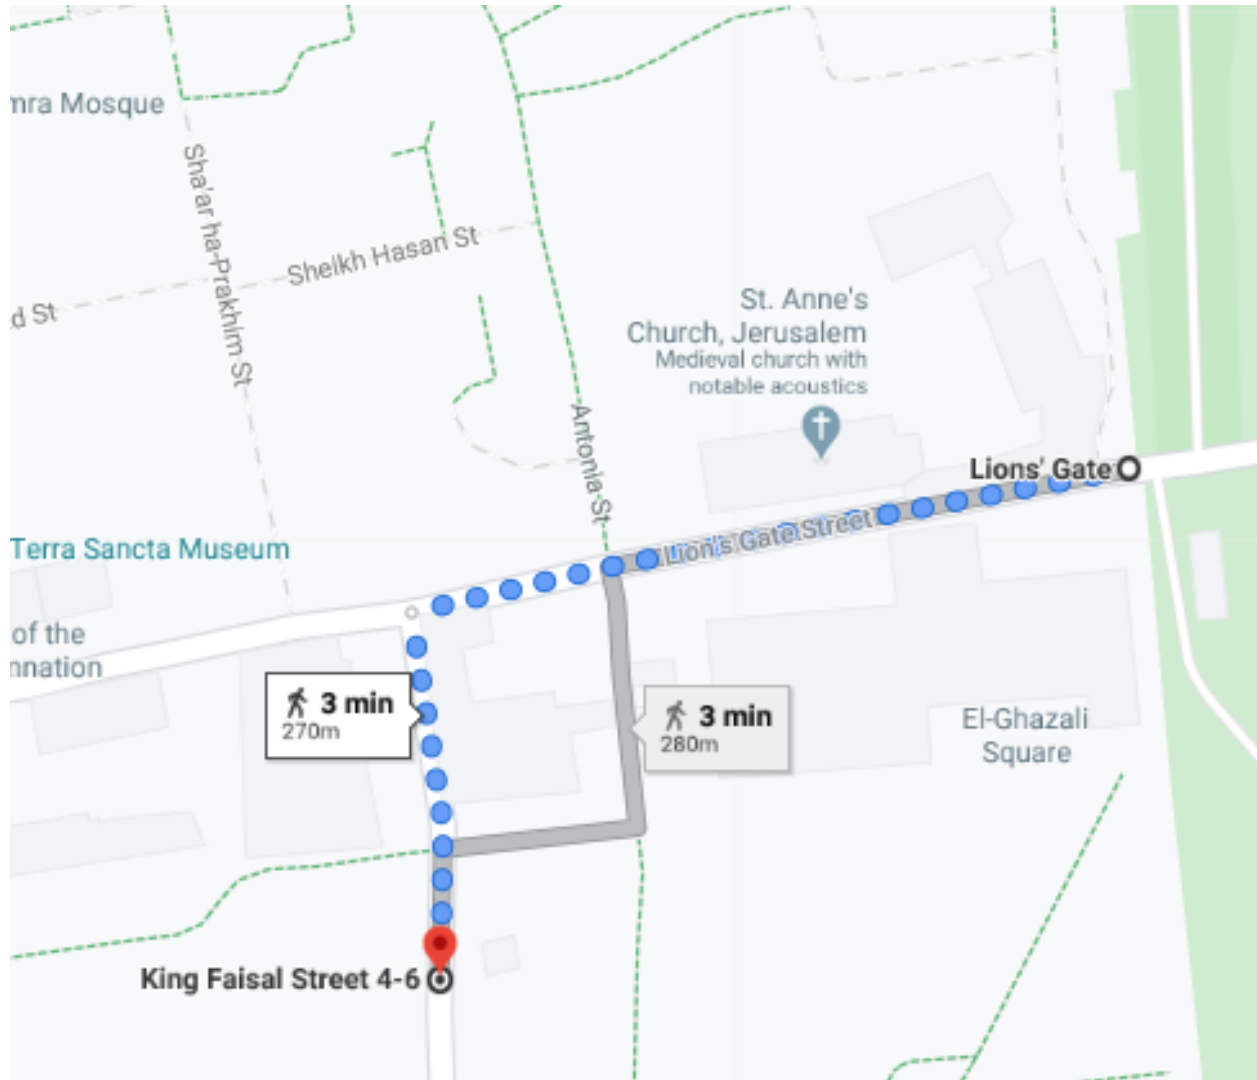 mra Mosque
Sha'ar ha-Prakhim St
Sheikh Hasan St
d St
St. Anne's
Church, Jerusalem
Medieval church with
notable acoustics
Antonia St
Lions' Gate
Lion's Gate Street
Terra Sancta Museum
of the
nnation
3 min
270m
3 min
280m
El-Ghazali
Square
King Faisal Street 4-6